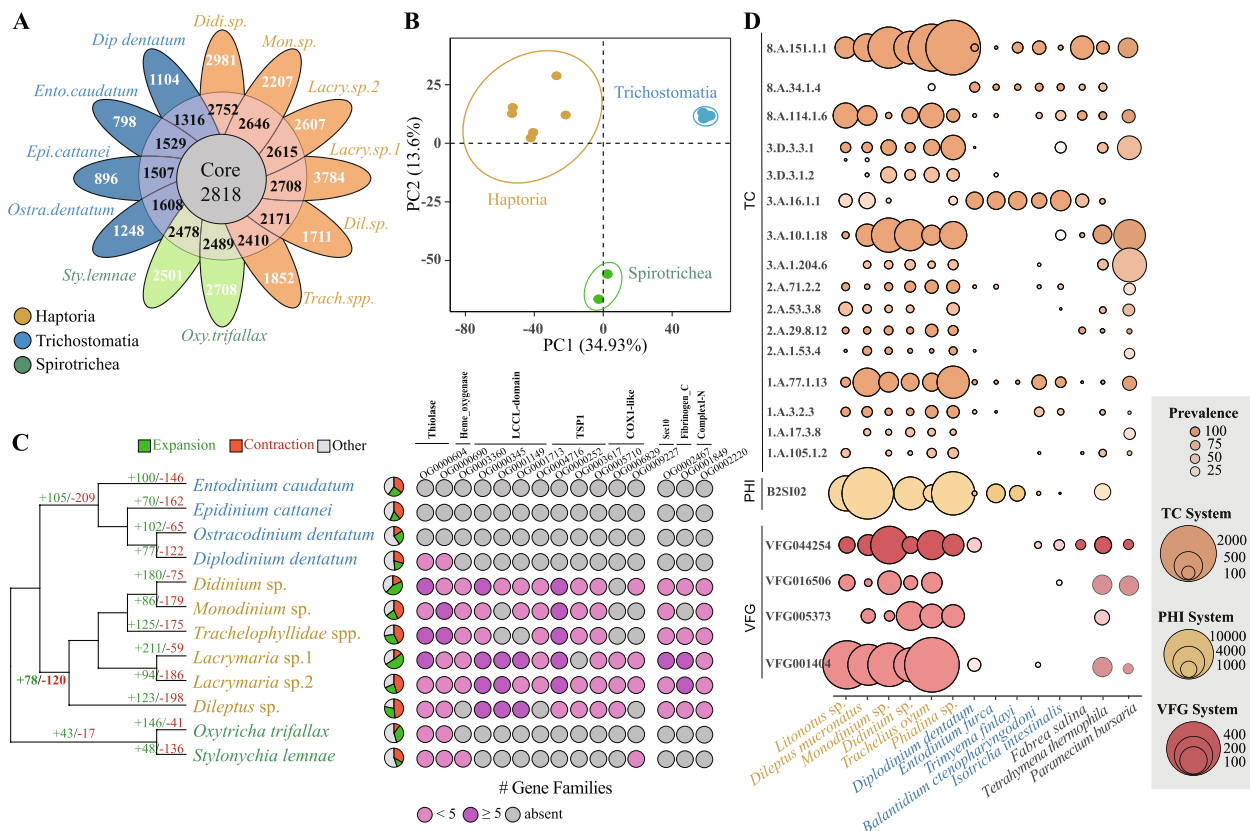 A
Didi.sp.
Dip dentatum
Mon.sp.
2981
1104
2207
Ento.caudatum
Lacry.sp.2
2752
1316
2646
798
2607
1529
2615
Epi.cattanei
Lacry.sp.1
Core
2818
896
1507
2708
3784
Ostra.dentatum
1608
2171
Dil.sp.
1248
2478
2489
2410
1711
Sty.lemnae
2501
2708
1852
Trach.spp.
Oxy.trifallax
Haptoria
Trichostomatia
Spirotrichea
B
PC2 (13.6%)
25
0
−25
−50
Trichostomatia
Haptoria
Spirotrichea
-80
-40
0
40
PC1 (34.93%)
C
Expansion
Contraction
Other
Thiolase
Heme_oxygenase
LCCL-domain
TSP1
COX1-like
Sec10
Fibrinogen_C
ComplexI-N
OG0000604
OG0000690
OG0003360
OG0000345
OG0001149
OG0001713
OG0004716
OG0000252
OG0003617
OG0005710
OG0006829
OG0009227
OG0002467
OG0001849
OG0002220
+105/-209
+100/-146
Entodinium caudatum
+70/-162
Epidinium cattanei
+102/-65
Ostracodinium dentatum
+77/-122
Diplodinium dentatum
+180/-75
Didinium sp.
+86/-179
Monodinium sp.
+125/-175
Trachelophyllidae spp.
+211/-59
Lacrymaria sp.1
+78/-120
+94/-186
Lacrymaria sp.2
+123/-198
Dileptus sp.
+43/-17
+146/-41
Oxytricha trifallax
+48/-136
Stylonychia lemnae
# Gene Families
< 5
≥ 5
absent
D
TC
8.A.151.1.1
8.A.34.1.4
8.A.114.1.6
3.D.3.3.1
3.D.3.1.2
3.A.16.1.1
3.A.10.1.18
3.A.1.204.6
2.A.71.2.2
2.A.53.3.8
2.A.29.8.12
2.A.1.53.4
1.A.77.1.13
1.A.3.2.3
1.A.17.3.8
1.A.105.1.2
PHI
B2SI02
VFG
VFG044254
VFG016506
VFG005373
VFG001404
Litonotus sp.
Dileptus mucronatus
Monodinium sp.
Didinium sp.
Trachelius ovum
Phialina sp.
Diplodinium dentatum
Entodinium furca
Trimyema finlayi
Balantidium ctenopharyngodoni
Isotricha intestinalis
Fabrea salina
Tetrahymena thermophila
Paramecium bursaria
Prevalence
100
75
50
25
TC System
2000
500
100
PHI System
10000
4000
1000
VFG System
400
200
100